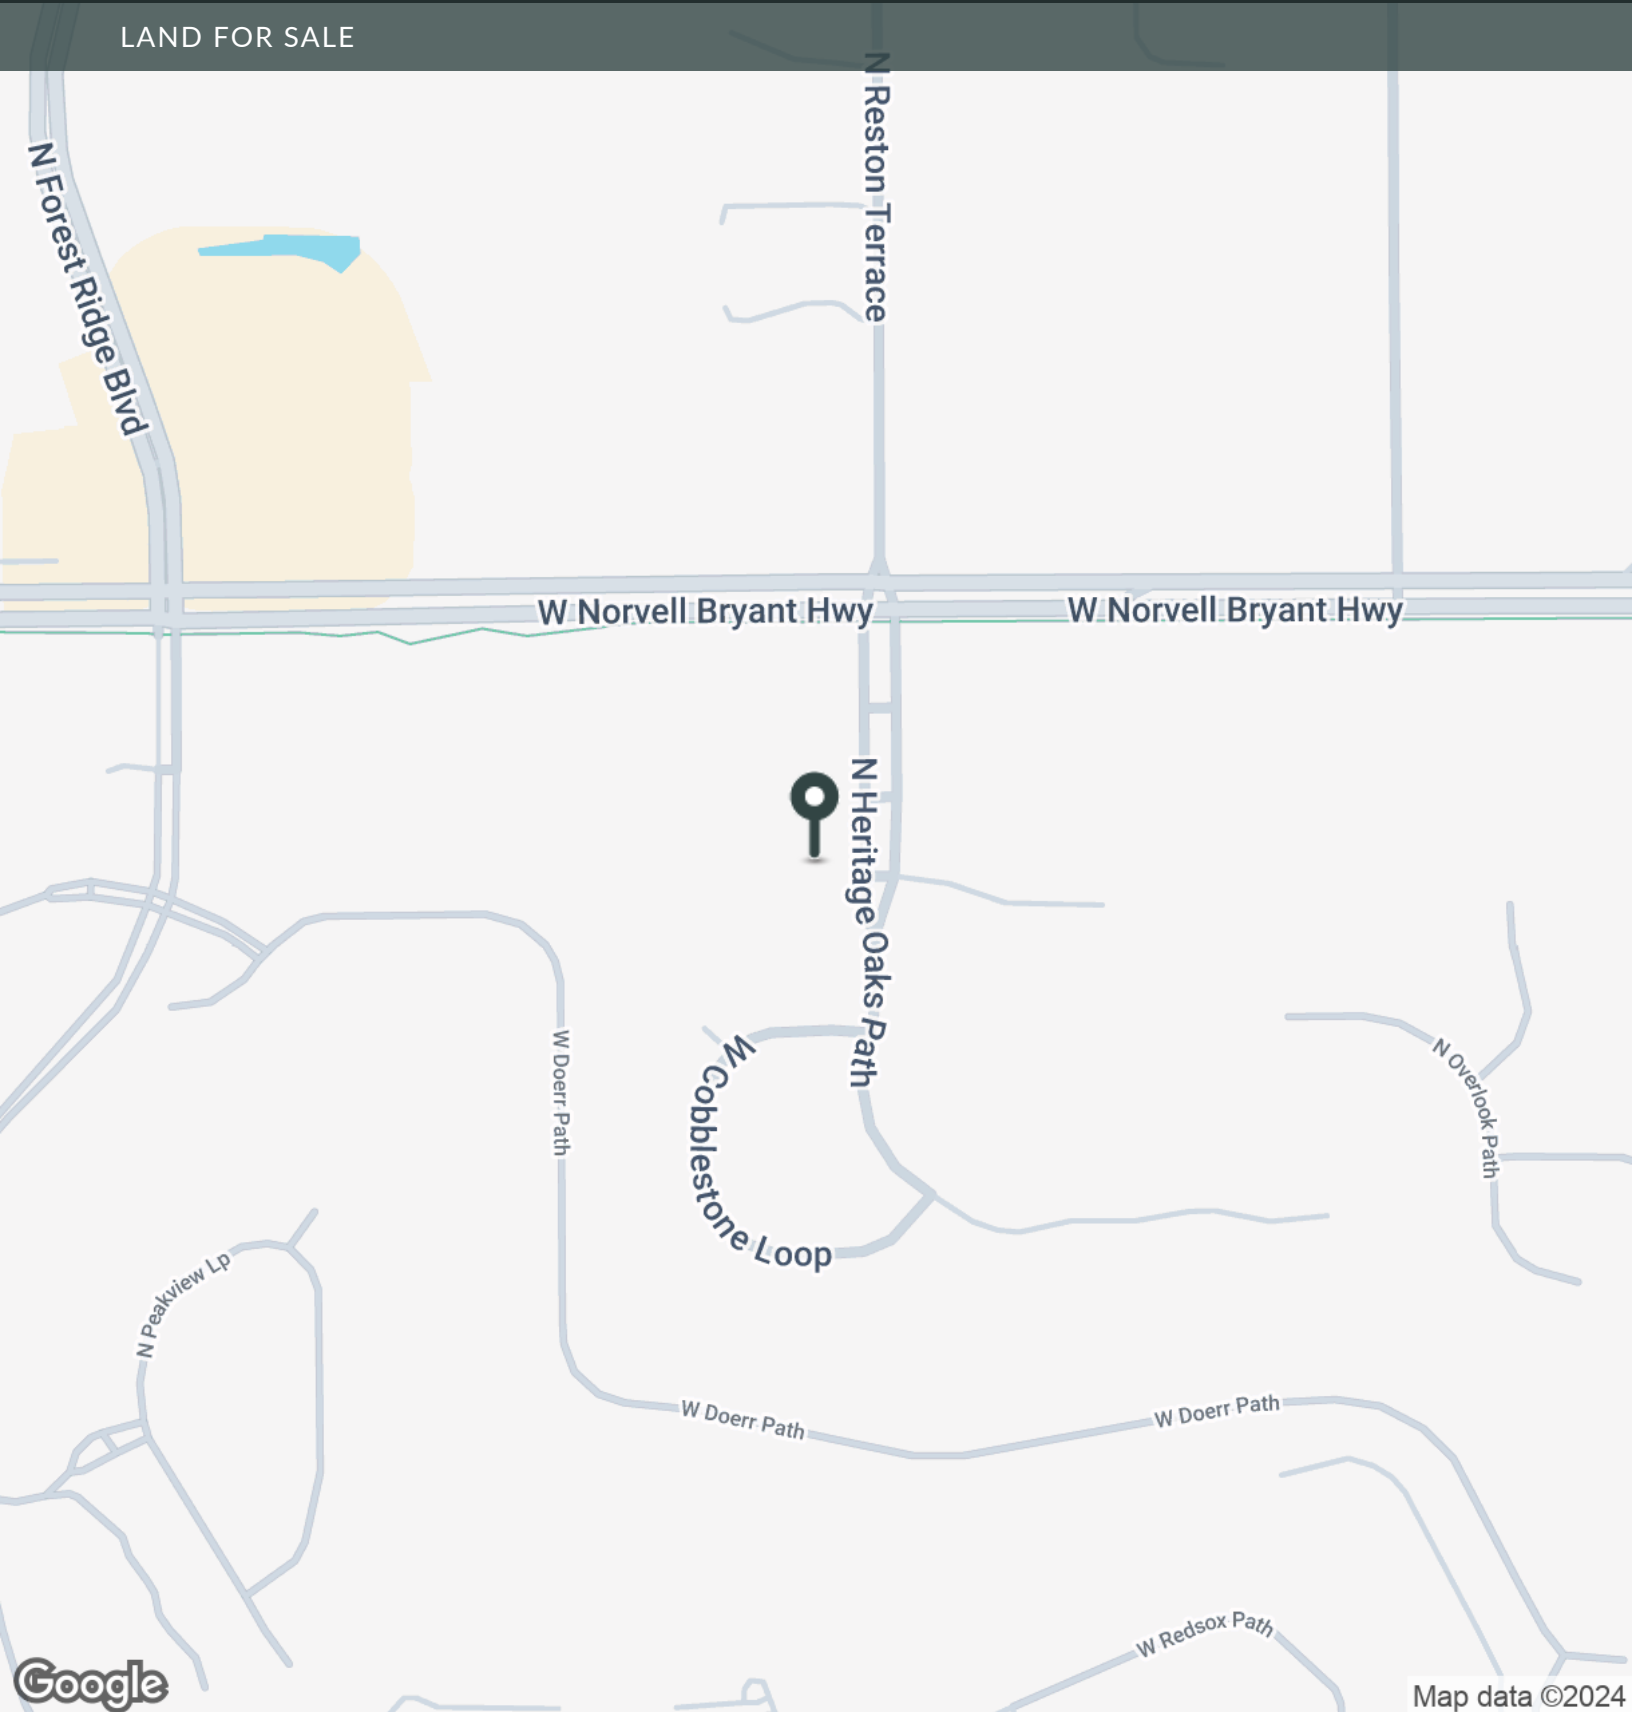 LAND FOR SALE
N Reston Terrace
N Forest Ridge Blvd
W Norvell Bryant Hwy
W Norvell Bryant Hwy
N Heritage Oaks Path
W Doerr Path
W Cobblestone Loop
N Overlook Path
N Peakview Lp
W Doerr Path
W Doerr Path
W Redsox Path
Google
Map data ©2024